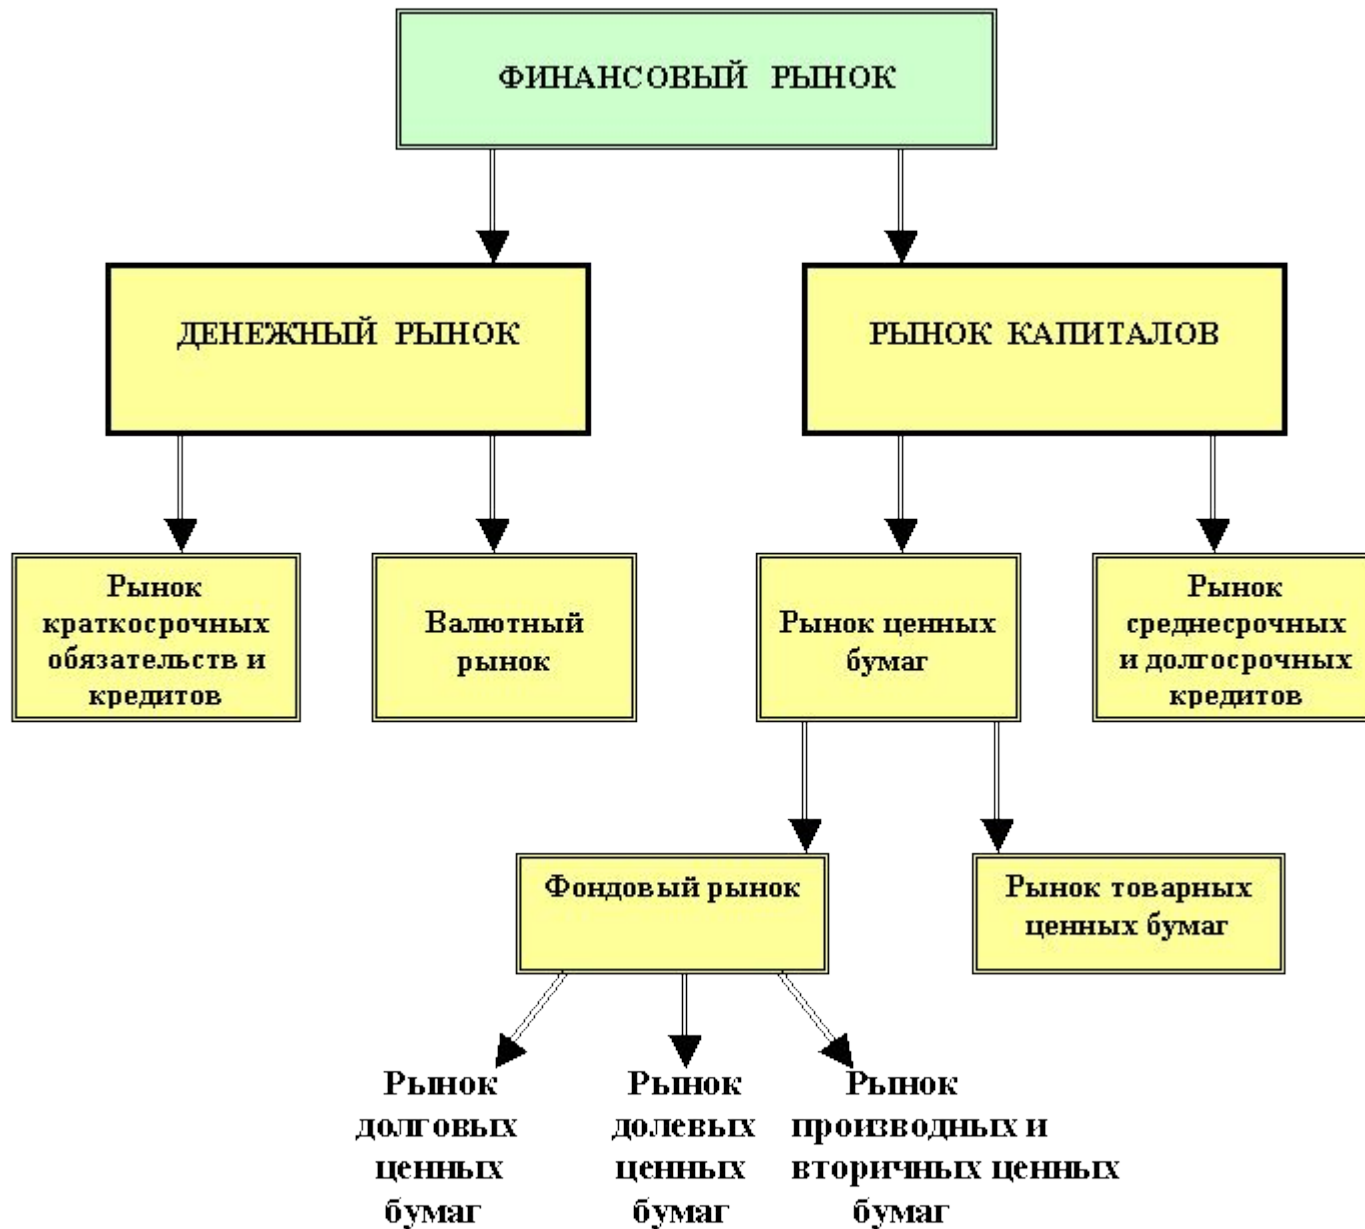 ФИНАНСОВЫЙ РЫНОК
ДЕНЕЖНЫЙ РЫНОК
РЫНОК КАПИТАЛОВ
Рынок
краткосрочных
обязательств и
кредитов
Валютный
рынок
Рынок ценных
бумаг
Рынок
среднесрочных
и долгосрочных
кредитов
Фондовый рынок
Рынок товарных
ценных бумаг
Рынок
долговых
ценных
бумаг
Рынок
долевых
ценных
бумаг
Рынок
производных и
вторичных ценных
бумаг